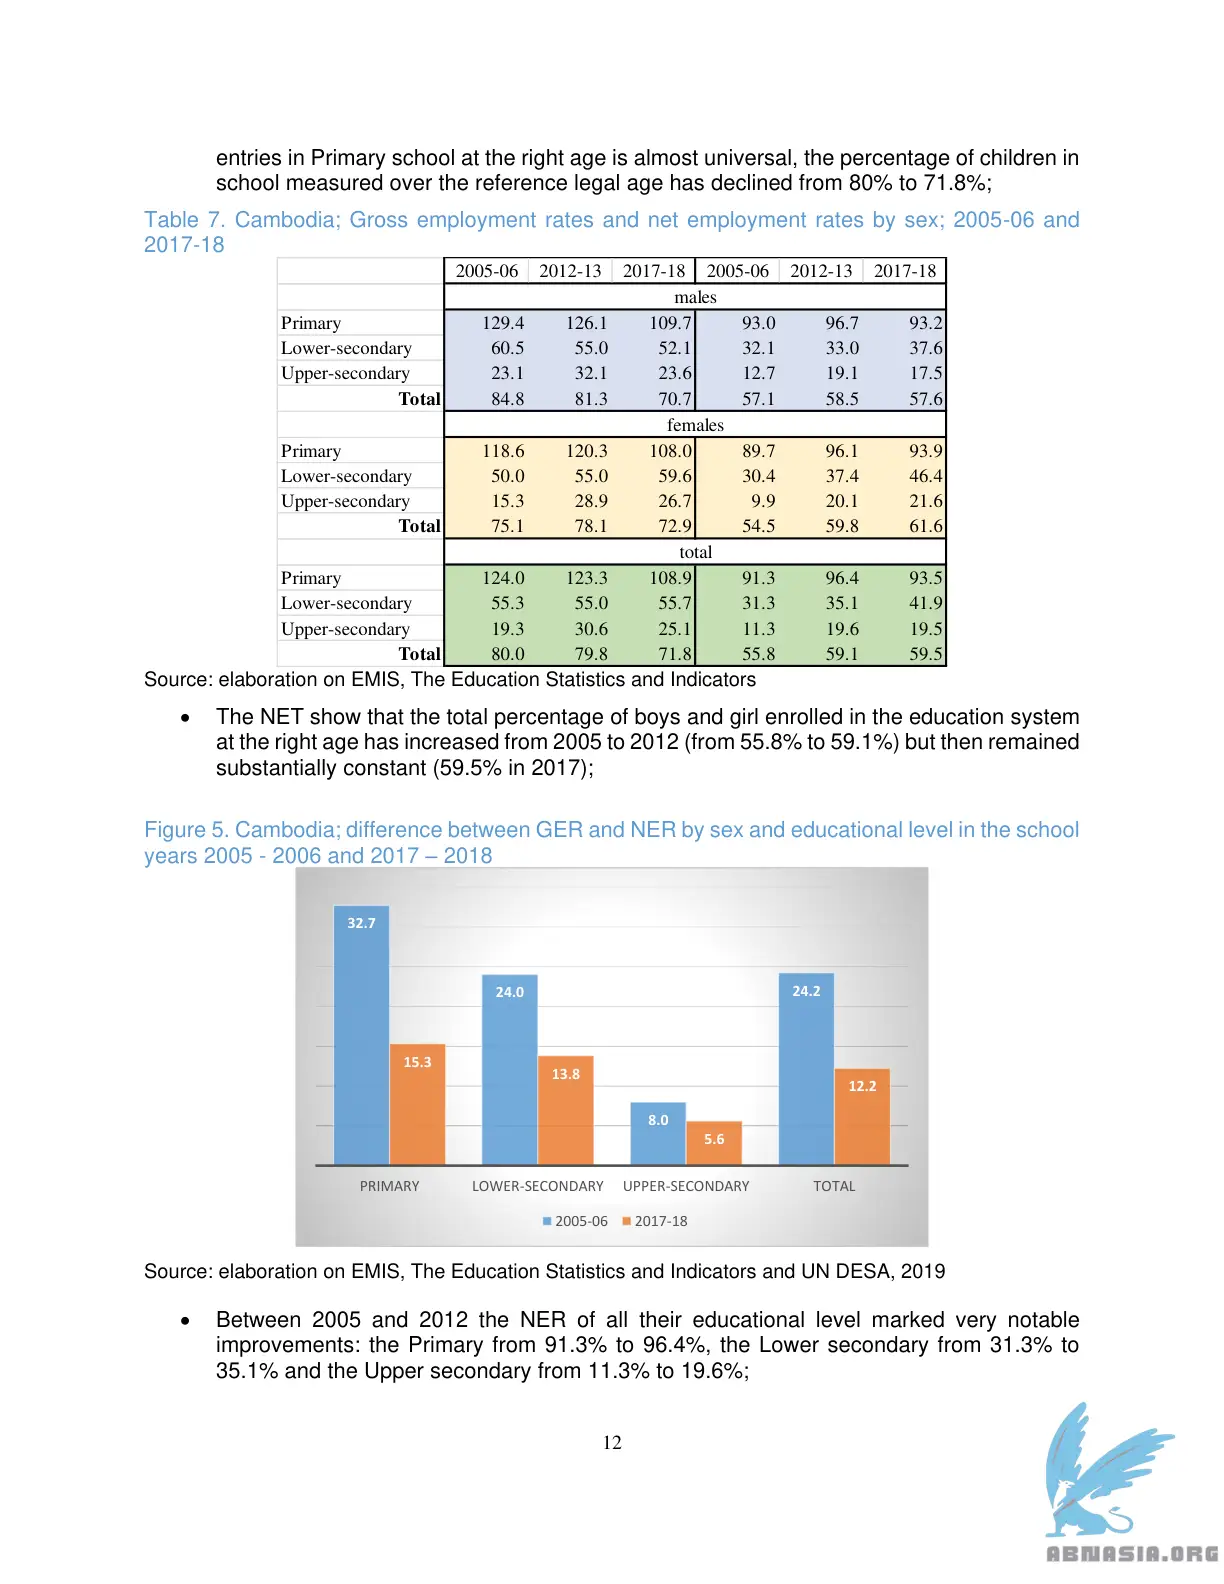 entries in Primary school at the right age is almost universal, the percentage of children in
school measured over the reference legal age has declined from 80% to 71.8%;
Table 7. Cambodia; Gross employment rates and net employment rates by sex; 2005-06 and
2017-18
2005-06 2012-13 2017-18 2005-06 2012-13 2017-18
males
Primary 129.4 126.1 109.7 93.0 96.7 93.2
Lower-secondary 60.5 55.0 52.1 32.1 33.0 37.6
Upper-secondary 23.1 32.1 23.6 12.7 19.1 17.5
Total 84.8 81.3 70.7 57.1 58.5 57.6
females
Primary 118.6 120.3 108.0 89.7 96.1 93.9
Lower-secondary 50.0 55.0 59.6 30.4 37.4 46.4
Upper-secondary 15.3 28.9 26.7 9.9 20.1 21.6
Total 75.1 78.1 72.9 54.5 59.8 61.6
total
Primary 124.0 123.3 108.9 91.3 96.4 93.5
Lower-secondary 55.3 55.0 55.7 31.3 35.1 41.9
Upper-secondary 19.3 30.6 25.1 11.3 19.6 19.5
Total 80.0 79.8 71.8 55.8 59.1 59.5
Source: elaboration on EMIS, The Education Statistics and Indicators
• The NET show that the total percentage of boys and girl enrolled in the education system
at the right age has increased from 2005 to 2012 (from 55.8% to 59.1%) but then remained
substantially constant (59.5% in 2017);
Figure 5. Cambodia; difference between GER and NER by sex and educational level in the school
years 2005 - 2006 and 2017 – 2018
32.7
24.0
24.2
15.3
13.8
12.2
8.0
5.6
PRIMARY LOWER-SECONDARY UPPER-SECONDARY TOTAL
2005-06 2017-18
Source: elaboration on EMIS, The Education Statistics and Indicators and UN DESA, 2019
• Between 2005 and 2012 the NER of all their educational level marked very notable
improvements: the Primary from 91.3% to 96.4%, the Lower secondary from 31.3% to
35.1% and the Upper secondary from 11.3% to 19.6%;
12
ABNASIA.ORG